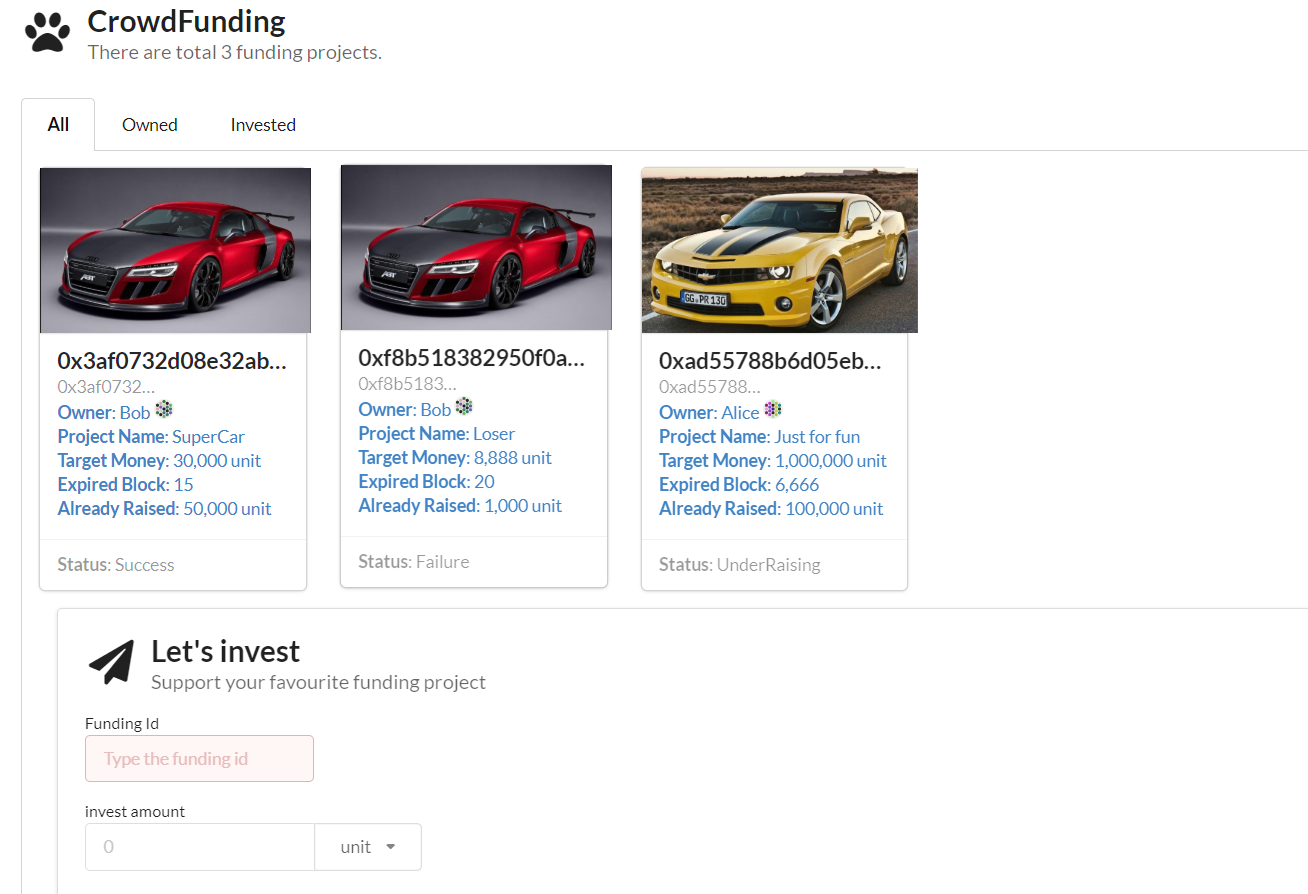 CrowdFunding
There are total 3 funding projects.
All
Owned
Invested
ABT
0x3af0732d08e32ab...
0x3af0732...
Owner: Bob
Project Name: SuperCar
Target Money: 30,000 unit
Expired Block: 15
Already Raised: 50,000 unit
Status: Success
ABT
0xf8b518382950f0a...
0xf8b5183...
Owner: Bob
Project Name: Loser
Target Money: 8,888 unit
Expired Block: 20
Already Raised: 1,000 unit
Status: Failure
GG PR 130
0xad55788b6d05eb...
0xad55788...
Owner: Alice
Project Name: Just for fun
Target Money: 1,000,000 unit
Expired Block: 6,666
Already Raised: 100,000 unit
Status: UnderRaising
Let's invest
Support your favourite funding project
Funding Id
Type the funding id
invest amount
0
unit